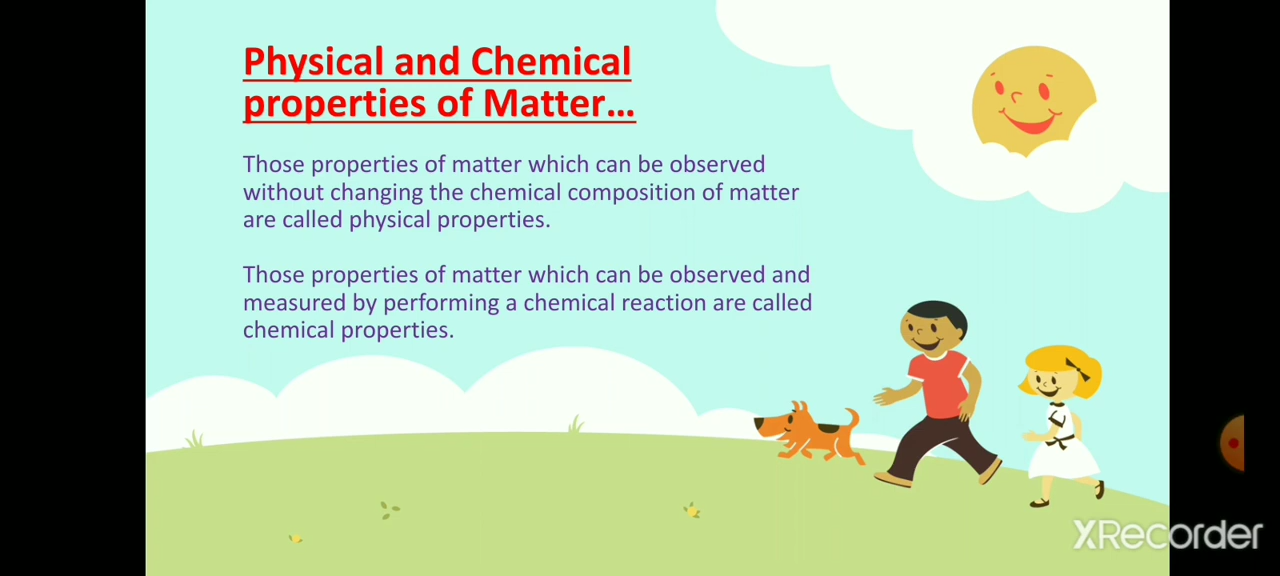 Physical and Chemical
properties of Matter...
Those properties of matter which can be observed
without changing the chemical composition of matter
are called physical properties.
Those properties of matter which can be observed and
measured by performing a chemical reaction are called
chemical properties.
XRecorder